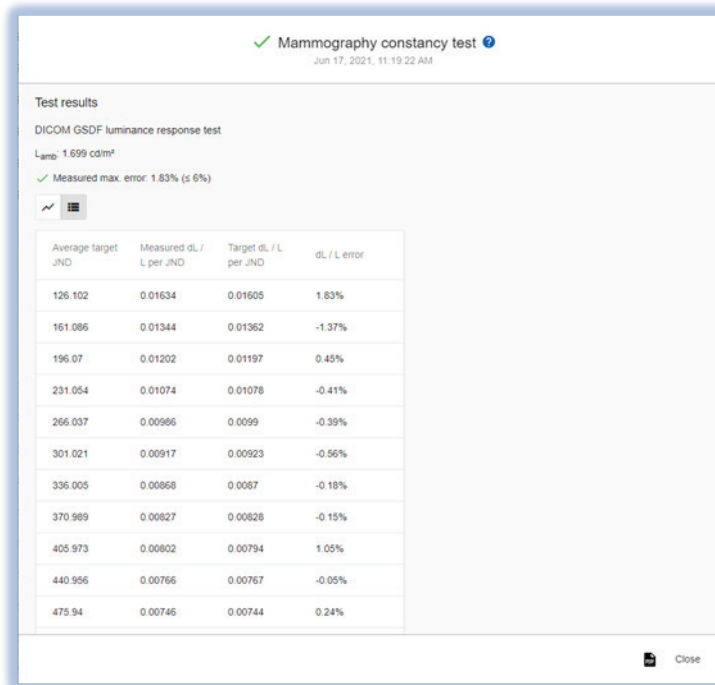 Mammography constancy test ?
Jun 17, 2021, 11:19:22 AM
Test results
DICOM GSDF luminance response test
Lamb: 1.699 cd/m²
Measured max. error: 1.83% (≤ 6%)
Average target JND Measured dL / L per JND Target dL / L per JND dL / L error
126.102 0.01634 0.01605 1.83%
161.086 0.01344 0.01362 -1.37%
196.07 0.01202 0.01197 0.45%
231.054 0.01074 0.01078 -0.41%
266.037 0.00986 0.0099 -0.39%
301.021 0.00917 0.00923 -0.56%
336.005 0.00868 0.0087 -0.18%
370.989 0.00827 0.00828 -0.15%
405.973 0.00802 0.00794 1.05%
440.956 0.00766 0.00767 -0.05%
475.94 0.00746 0.00744 0.24%
PDF Close